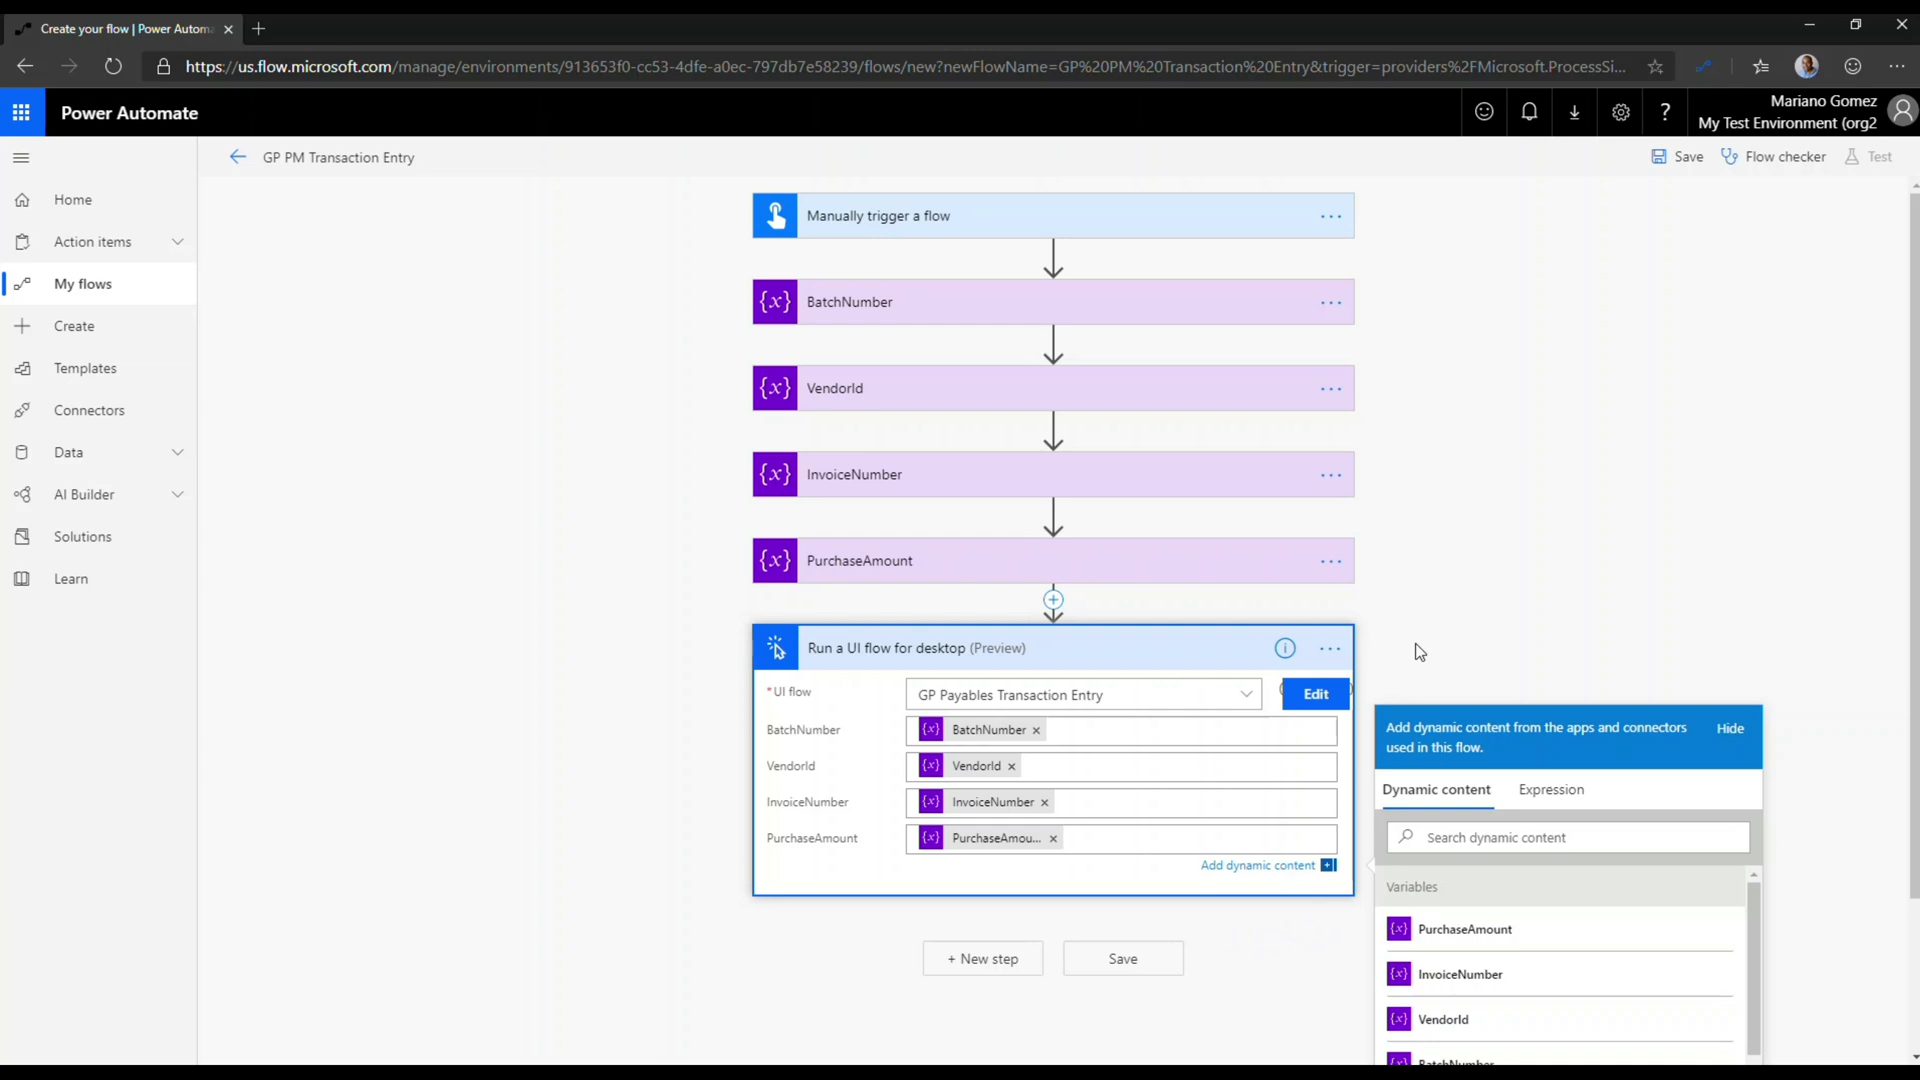 Create your flow | Power Automa
https://us.flow.microsoft.com/manage/environments/913653f0-cc53-4dfe-a0ec-797db7e58239/flows/new?newFlowName=GP%20PM%20Transaction%20Entry&trigger=providers%2FMicrosoft.ProcessSi...
Power Automate
Mariano Gomez
My Test Environment (org2
GP PM Transaction Entry
Save
Flow checker
Test
Home
Action items
My flows
Create
Templates
Connectors
Data
AI Builder
Solutions
Learn
Manually trigger a flow
{x} BatchNumber
{x} VendorId
{x} InvoiceNumber
{x} PurchaseAmount
Run a UI flow for desktop (Preview)
*UI flow
GP Payables Transaction Entry
Edit
BatchNumber
{x} BatchNumber
VendorId
{x} VendorId
InvoiceNumber
{x} InvoiceNumber
PurchaseAmount
{x} PurchaseAmou...
Add dynamic content
+ New step
Save
Add dynamic content from the apps and connectors
used in this flow.
Hide
Dynamic content
Expression
Search dynamic content
Variables
{x} PurchaseAmount
{x} InvoiceNumber
{x} VendorId
{x} BatchNumber